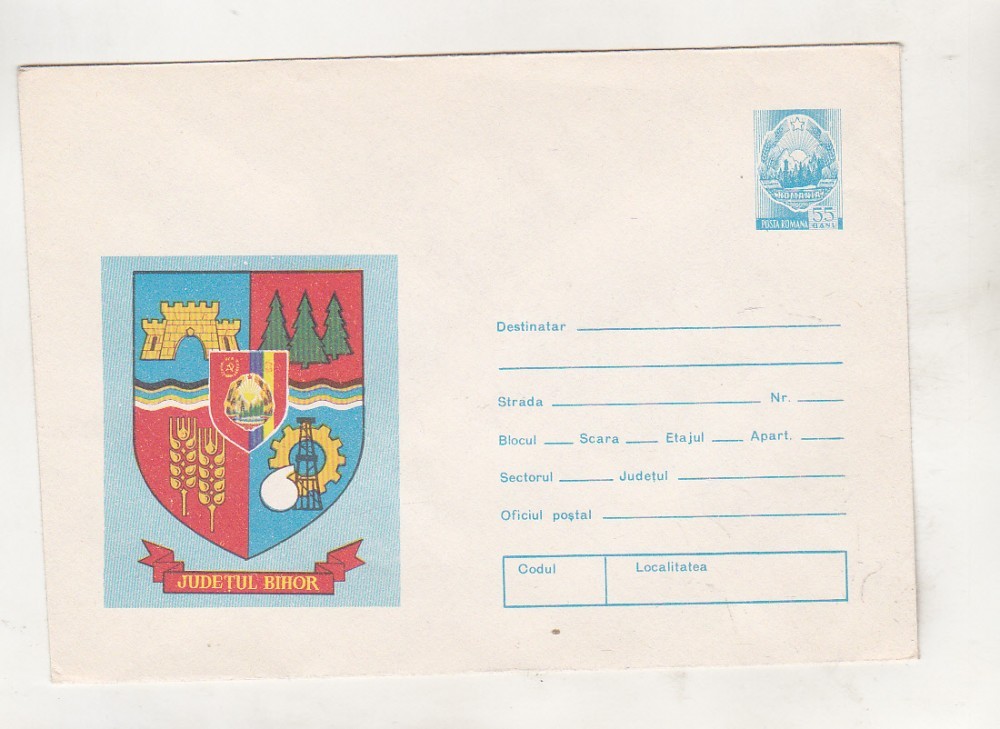 ROMANIA
POSTA ROMANA 55
BANI
Destinatar
Strada Nr.
Blocul Scara Etajul Apart.
Sectorul Județul
Oficiul poștal
Codul Localitatea
JUDEȚUL BIHOR